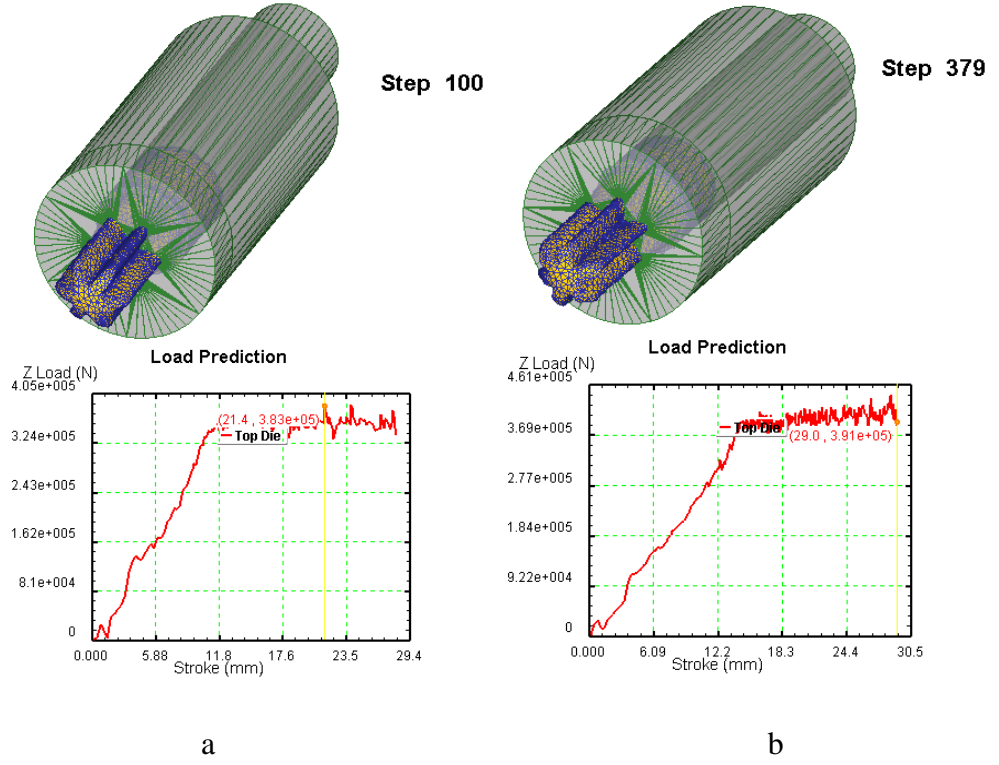 Step 100
Load Prediction
Z Load (N)
4.05e+005
3.24e+005
2.43e+005
1.62e+005
8.1e+004
0
(21.4 , 3.83e+05)
Top Die
0.000 5.88 11.8 17.6 23.5 29.4
Stroke (mm)
a
Step 379
Load Prediction
Z Load (N)
4.61e+005
3.69e+005
2.77e+005
1.84e+005
9.22e+004
0
Top Die
(29.0 , 3.91e+05)
0.000 6.09 12.2 18.3 24.4 30.5
Stroke (mm)
b